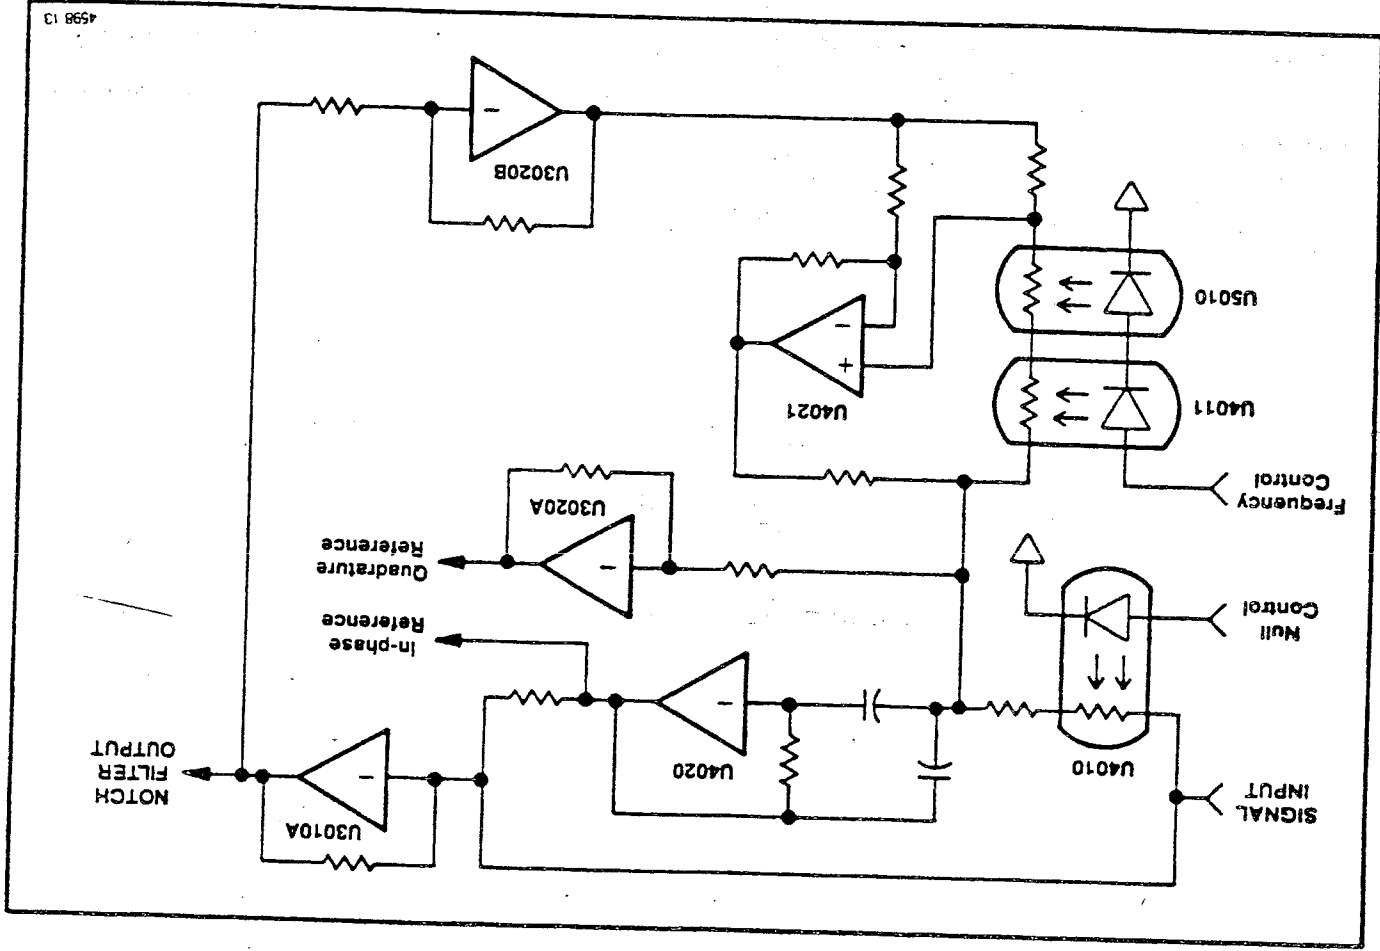 U3010A
SIGNAL
INPUT
U4010
U4020
NOTCH
FILTER
OUTPUT
Null
Control
In-phase
Reference
Quadrature
Reference
Frequency
Control
U3020A
U4011
U4021
U5010
U3020B
4598 13